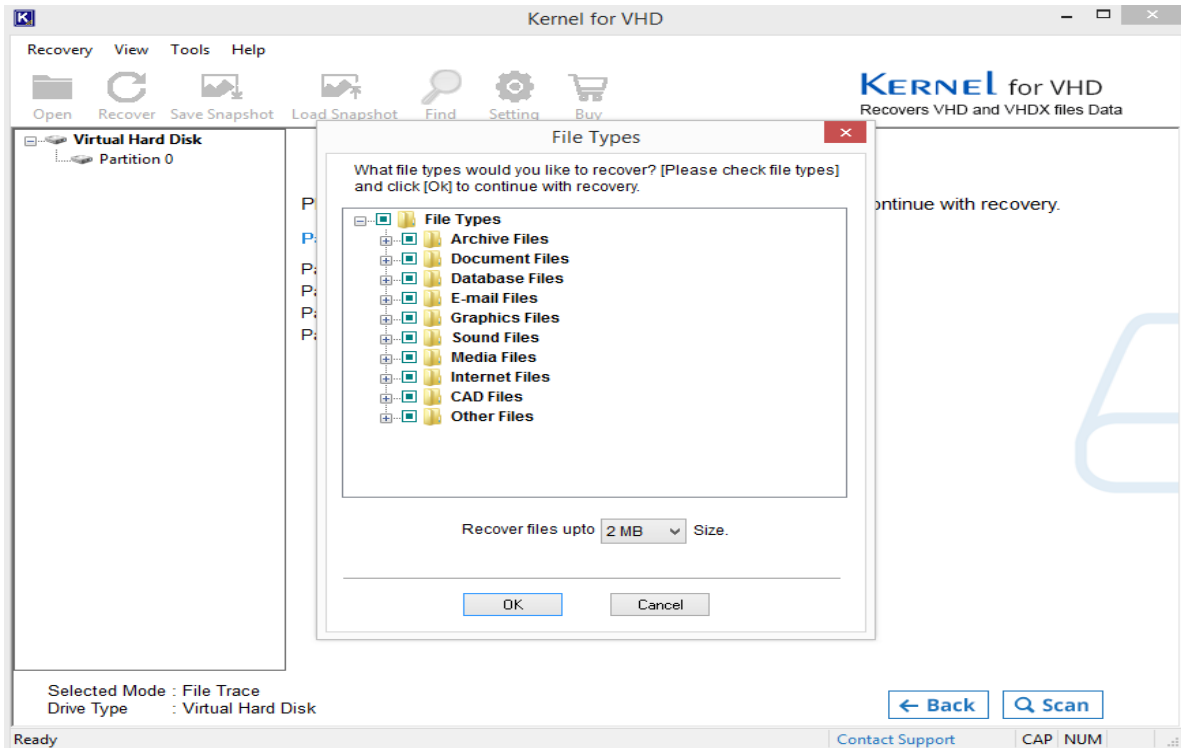 Kernel for VHD
Recovery View Tools Help
Open Recover Save Snapshot Load Snapshot Find Setting Buy
KERNEL for VHD
Recovers VHD and VHDX files Data
Virtual Hard Disk
Partition 0
File Types
What file types would you like to recover? [Please check file types]
and click [Ok] to continue with recovery.
continue with recovery.
File Types
Archive Files
Document Files
Database Files
E-mail Files
Graphics Files
Sound Files
Media Files
Internet Files
CAD Files
Other Files
Recover files upto 2 MB Size.
OK Cancel
Selected Mode : File Trace
Drive Type : Virtual Hard Disk
Back Scan
Ready Contact Support CAP NUM